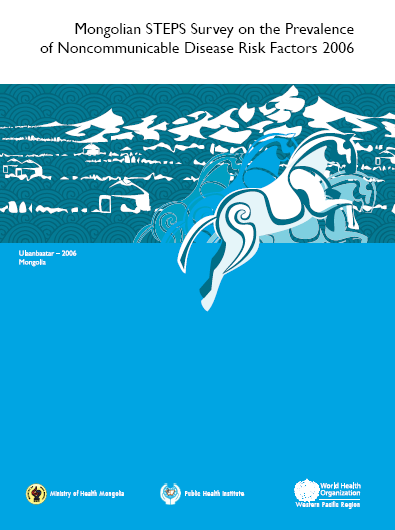 Mongolian STEPS Survey on the Prevalence
of Noncommunicable Disease Risk Factors 2006
Ulaanbaatar – 2006
Mongolia
Ministry of Health Mongolia
Public Health Institute
World Health
Organization
Western Pacific Region